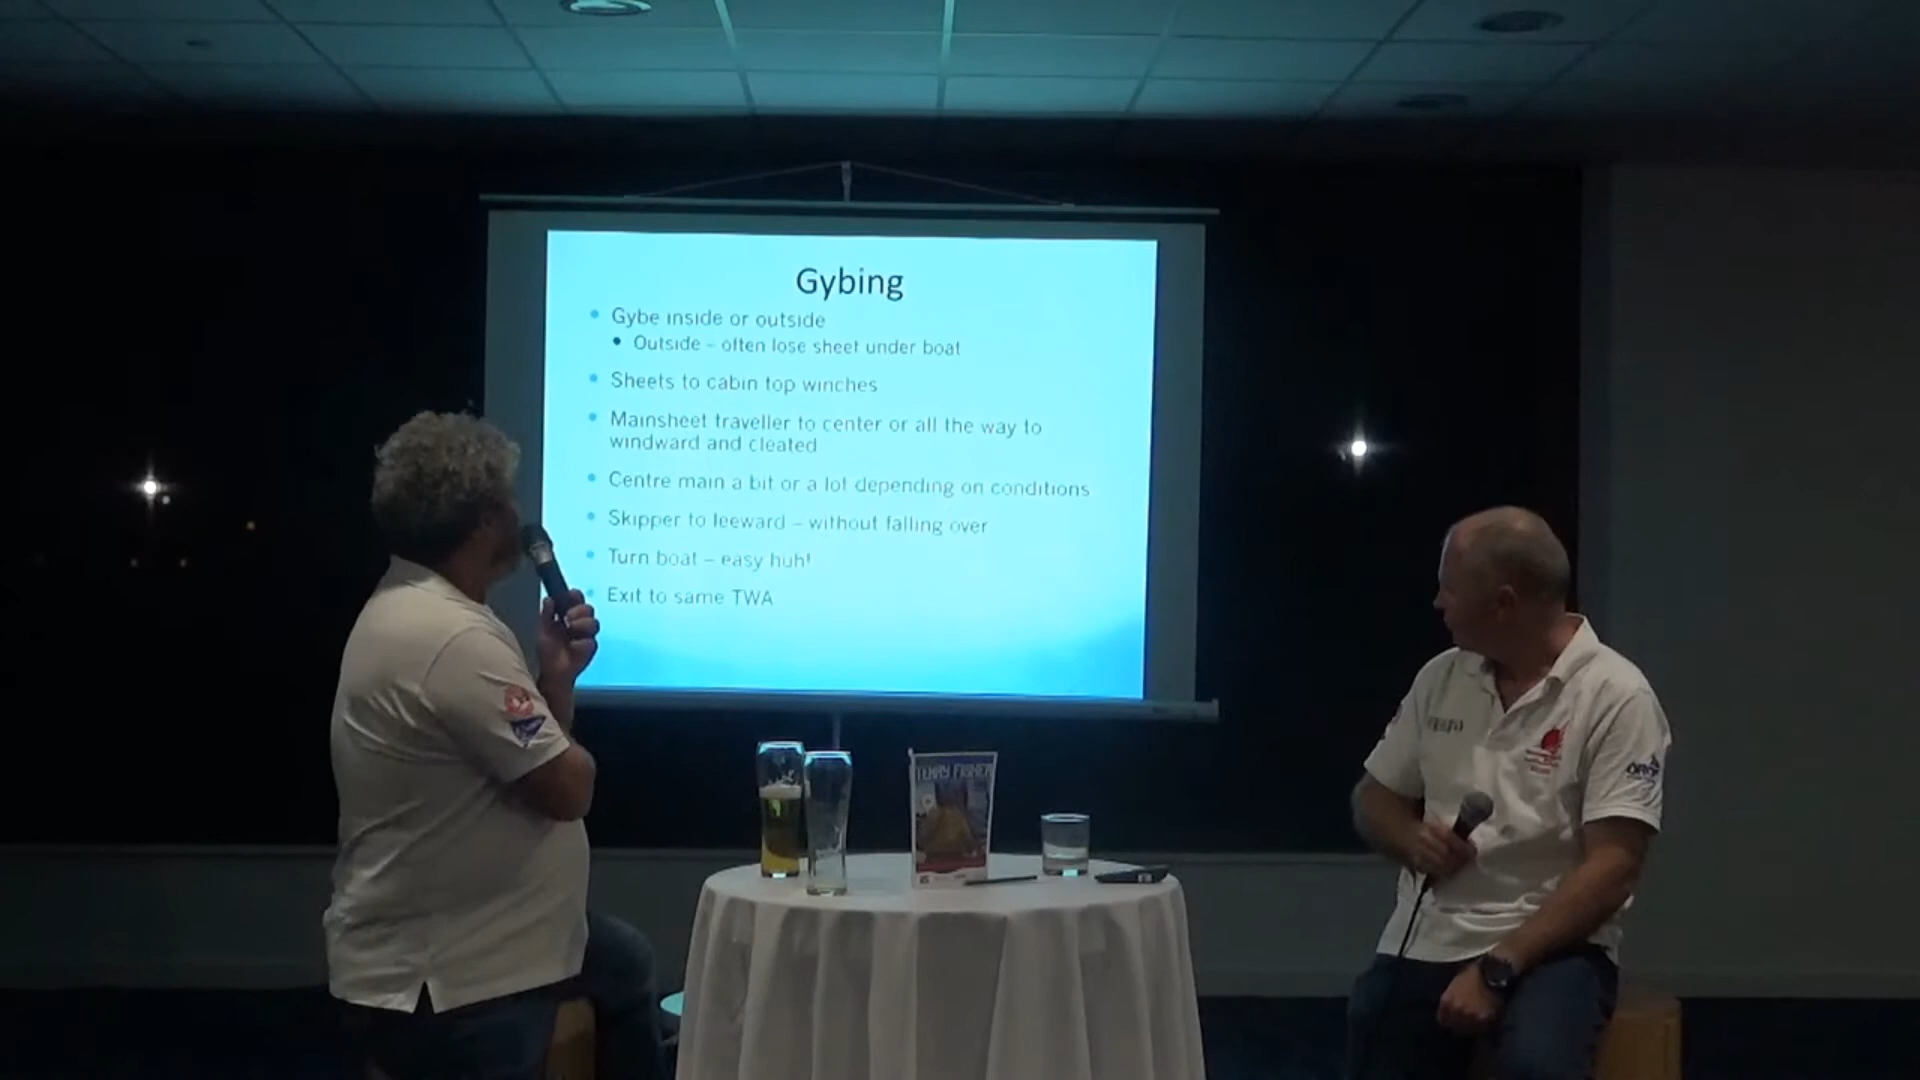 Gybing
Gybe inside or outside
Outside – often lose sheet under boat
Sheets to cabin top winches
Mainsheet traveller to center or all the way to
windward and cleated
Centre main a bit or a lot depending on conditions
Skipper to leeward – without falling over
Turn boat – easy huh!
Exit to same TWA